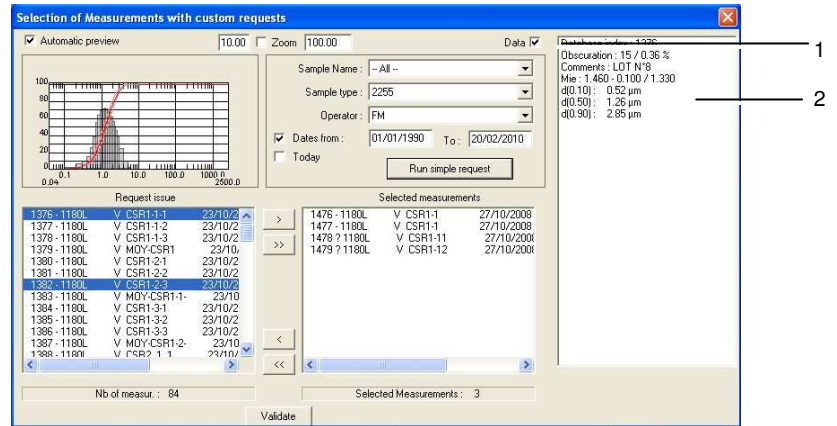 Selection of Measurements with custom requests
Automatic preview 10.00 Zoom 100.00 Data
Sample Name : -- All --
Sample type : 2255
Operator : FM
Dates from : 01/01/1990 To : 20/02/2010
Today Run simple request
100
80
60
40
20
0
0.1 1.0 10.0 100.0 1000.0
0.04 2500.0
Database index : 1376
Obscuration : 15 / 0.36 %
Comments : LOT N°8
Mie : 1.460 - 0.100 / 1.330
d(0.10) : 0.52 µm
d(0.50) : 1.26 µm
d(0.90) : 2.85 µm
1
2
Request issue
1376 - 1180L V CSR1-1-1 23/10/2
1377 - 1180L V CSR1-1-2 23/10/2
1378 - 1180L V CSR1-1-3 23/10/2
1379 - 1180L V MOY-CSR1 23/10/
1380 - 1180L V CSR1-2-1 23/10/2
1381 - 1180L V CSR1-2-2 23/10/2
1382 - 1180L V CSR1-2-3 23/10/2
1383 - 1180L V MOY-CSR1-1- 23/10
1384 - 1180L V CSR1-3-1 23/10/2
1385 - 1180L V CSR1-3-2 23/10/2
1386 - 1180L V CSR1-3-3 23/10/2
1387 - 1180L V MOY-CSR1-2- 23/10
1388 - 1180L V CSR2 1 1 23/10/
> 
>>
<
<<
Selected measurements
1476 - 1180L V CSR1-1 27/10/2008
1477 - 1180L V CSR1-1 27/10/2008
1478 ? 1180L V CSR1-11 27/10/2008
1479 ? 1180L V CSR1-12 27/10/2008
Nb of measur. : 84
Selected Measurements : 3
Validate